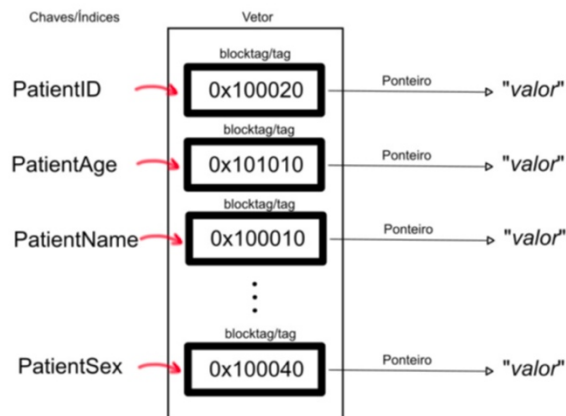 Chaves/Índices Vetor
blocktag/tag
PatientID 0x100020 Ponteiro "valor"
blocktag/tag
PatientAge 0x101010 Ponteiro "valor"
blocktag/tag
PatientName 0x100010 Ponteiro "valor"
blocktag/tag
PatientSex 0x100040 Ponteiro "valor"